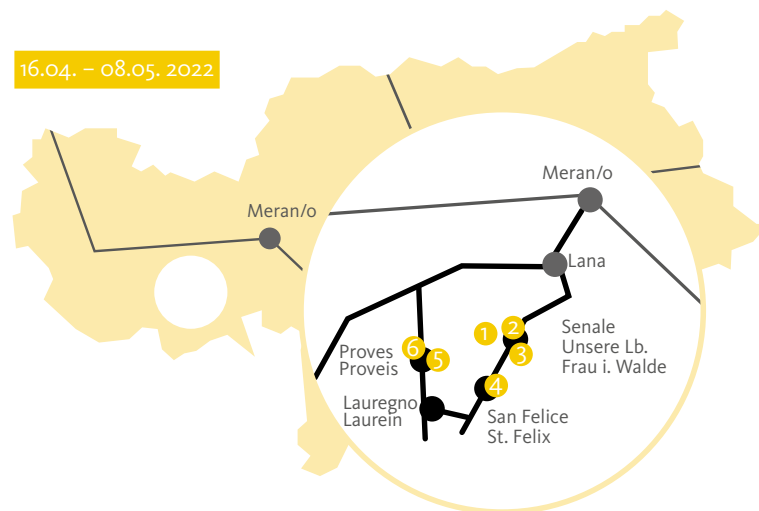 16.04. – 08.05. 2022
Meran/o
Meran/o
Lana
1
2
3
Senale
Unsere Lb.
Frau i. Walde
6
5
Proves
Proveis
4
Lauregno
Laurein
San Felice
St. Felix